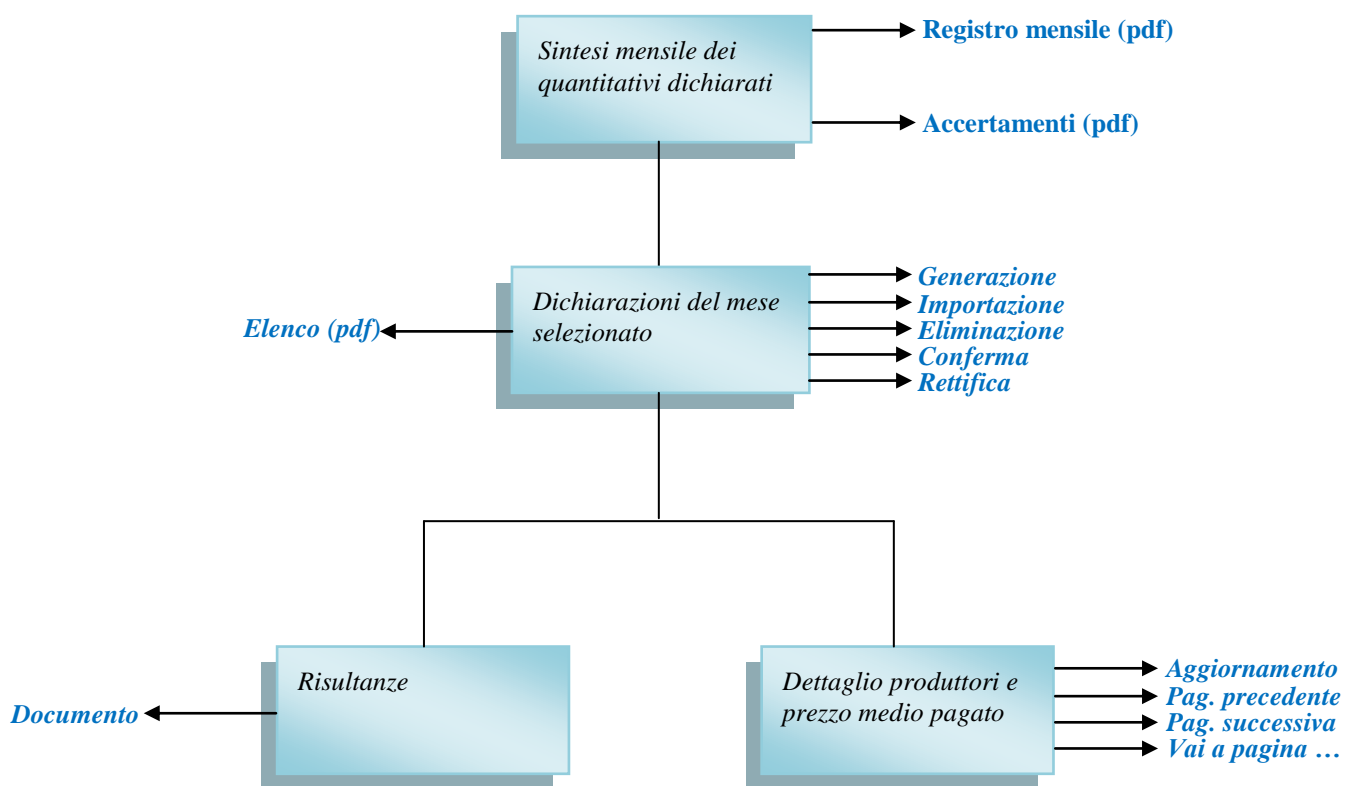 Sintesi mensile dei
quantitativi dichiarati
Registro mensile (pdf)
Accertamenti (pdf)
Dichiarazioni del mese
selezionato
Elenco (pdf)
Generazione
Importazione
Eliminazione
Conferma
Rettifica
Risultanze
Documento
Dettaglio produttori e
prezzo medio pagato
Aggiornamento
Pag. precedente
Pag. successiva
Vai a pagina …